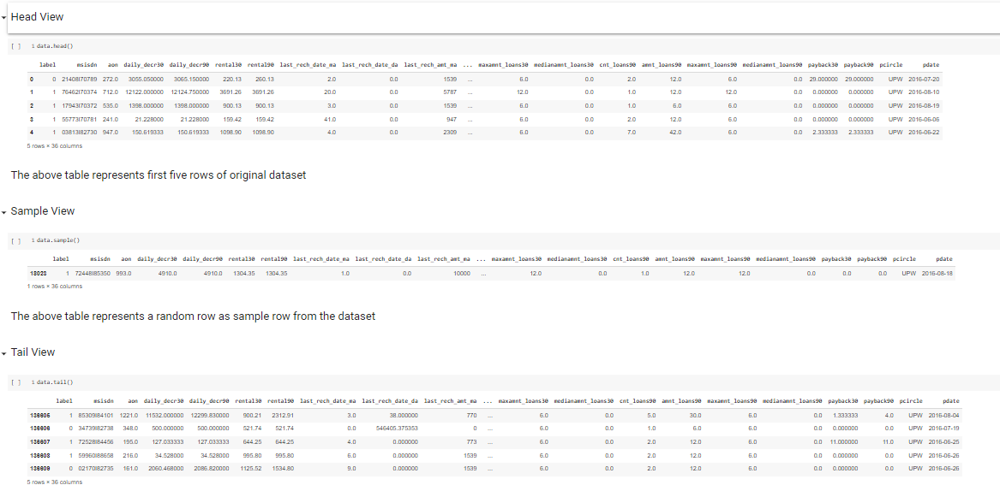 Head View
[ ] 1 data.head()
label msisdn aon daily_decr30 daily_decr90 rental30 rental90 last_rech_date_ma last_rech_date_da last_rech_amt_ma ... maxamnt_loans30 medianamnt_loans30 cnt_loans90 amnt_loans90 maxamnt_loans90 medianamnt_loans90 payback30 payback90 pcircle pdate
0 0 21408I70789 272.0 3055.050000 3065.150000 220.13 260.13 2.0 0.0 1539 ... 6.0 0.0 2.0 12.0 6.0 0.0 29.000000 29.000000 UPW 2016-07-20
1 1 76462I70374 712.0 12122.000000 12124.750000 3691.26 3691.26 20.0 0.0 5787 ... 12.0 0.0 1.0 12.0 12.0 0.0 0.000000 0.000000 UPW 2016-08-10
2 1 17943I70372 535.0 1398.000000 1398.000000 900.13 900.13 3.0 0.0 1539 ... 6.0 0.0 1.0 6.0 6.0 0.0 0.000000 0.000000 UPW 2016-08-19
3 1 55773I70781 241.0 21.228000 21.228000 159.42 159.42 41.0 0.0 947 ... 6.0 0.0 2.0 12.0 6.0 0.0 0.000000 0.000000 UPW 2016-06-06
4 1 03813I82730 947.0 150.619333 150.619333 1098.90 1098.90 4.0 0.0 2309 ... 6.0 0.0 7.0 42.0 6.0 0.0 2.333333 2.333333 UPW 2016-06-22
5 rows × 36 columns
The above table represents first five rows of original dataset
Sample View
[ ] 1 data.sample()
label msisdn aon daily_decr30 daily_decr90 rental30 rental90 last_rech_date_ma last_rech_date_da last_rech_amt_ma ... maxamnt_loans30 medianamnt_loans30 cnt_loans90 amnt_loans90 maxamnt_loans90 medianamnt_loans90 payback30 payback90 pcircle pdate
18023 1 72448I85350 993.0 4910.0 4910.0 1304.35 1304.35 1.0 0.0 10000 ... 12.0 0.0 1.0 12.0 12.0 0.0 0.0 0.0 UPW 2016-08-18
1 rows × 36 columns
The above table represents a random row as sample row from the dataset
Tail View
[ ] 1 data.tail()
label msisdn aon daily_decr30 daily_decr90 rental30 rental90 last_rech_date_ma last_rech_date_da last_rech_amt_ma ... maxamnt_loans30 medianamnt_loans30 cnt_loans90 amnt_loans90 maxamnt_loans90 medianamnt_loans90 payback30 payback90 pcircle pdate
136605 1 85309I84101 1221.0 11532.000000 12299.830000 900.21 2312.91 3.0 38.000000 770 ... 6.0 0.0 5.0 30.0 6.0 0.0 1.333333 4.0 UPW 2016-08-04
136606 0 34739I82738 348.0 500.000000 500.000000 521.74 521.74 0.0 546405.375353 0 ... 6.0 0.0 1.0 6.0 6.0 0.0 0.000000 0.0 UPW 2016-07-19
136607 1 72528I84456 195.0 127.033333 127.033333 644.25 644.25 4.0 0.000000 773 ... 6.0 0.0 2.0 12.0 6.0 0.0 11.000000 11.0 UPW 2016-06-25
136608 1 59960I88658 216.0 34.528000 34.528000 995.80 995.80 6.0 0.000000 1539 ... 6.0 0.0 2.0 12.0 6.0 0.0 0.000000 0.0 UPW 2016-06-26
136609 0 02170I82735 161.0 2060.468000 2086.820000 1125.52 1534.80 9.0 0.000000 1539 ... 6.0 0.0 2.0 12.0 6.0 0.0 0.000000 0.0 UPW 2016-06-26
5 rows × 36 columns